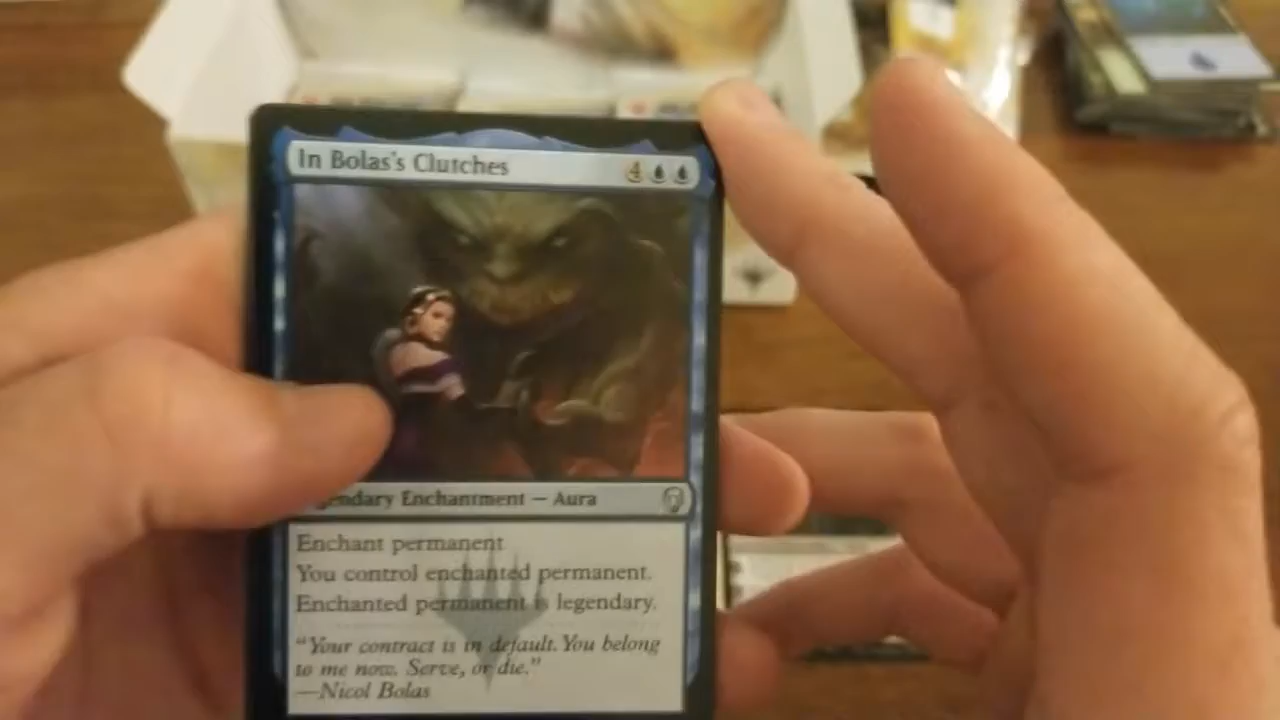 In Bolas's Clutches 4
gendary Enchantment — Aura
Enchant permanent
You control enchanted permanent.
Enchanted permanent is legendary.
"Your contract is in default. You belong
to me now. Serve, or die."
—Nicol Bolas